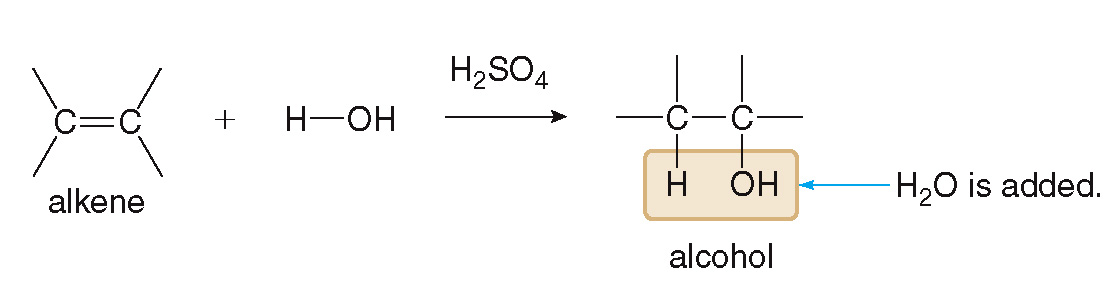 H₂SO₄
C=C + H—OH → —C—C—
H OH
H₂O is added.
alkene
alcohol